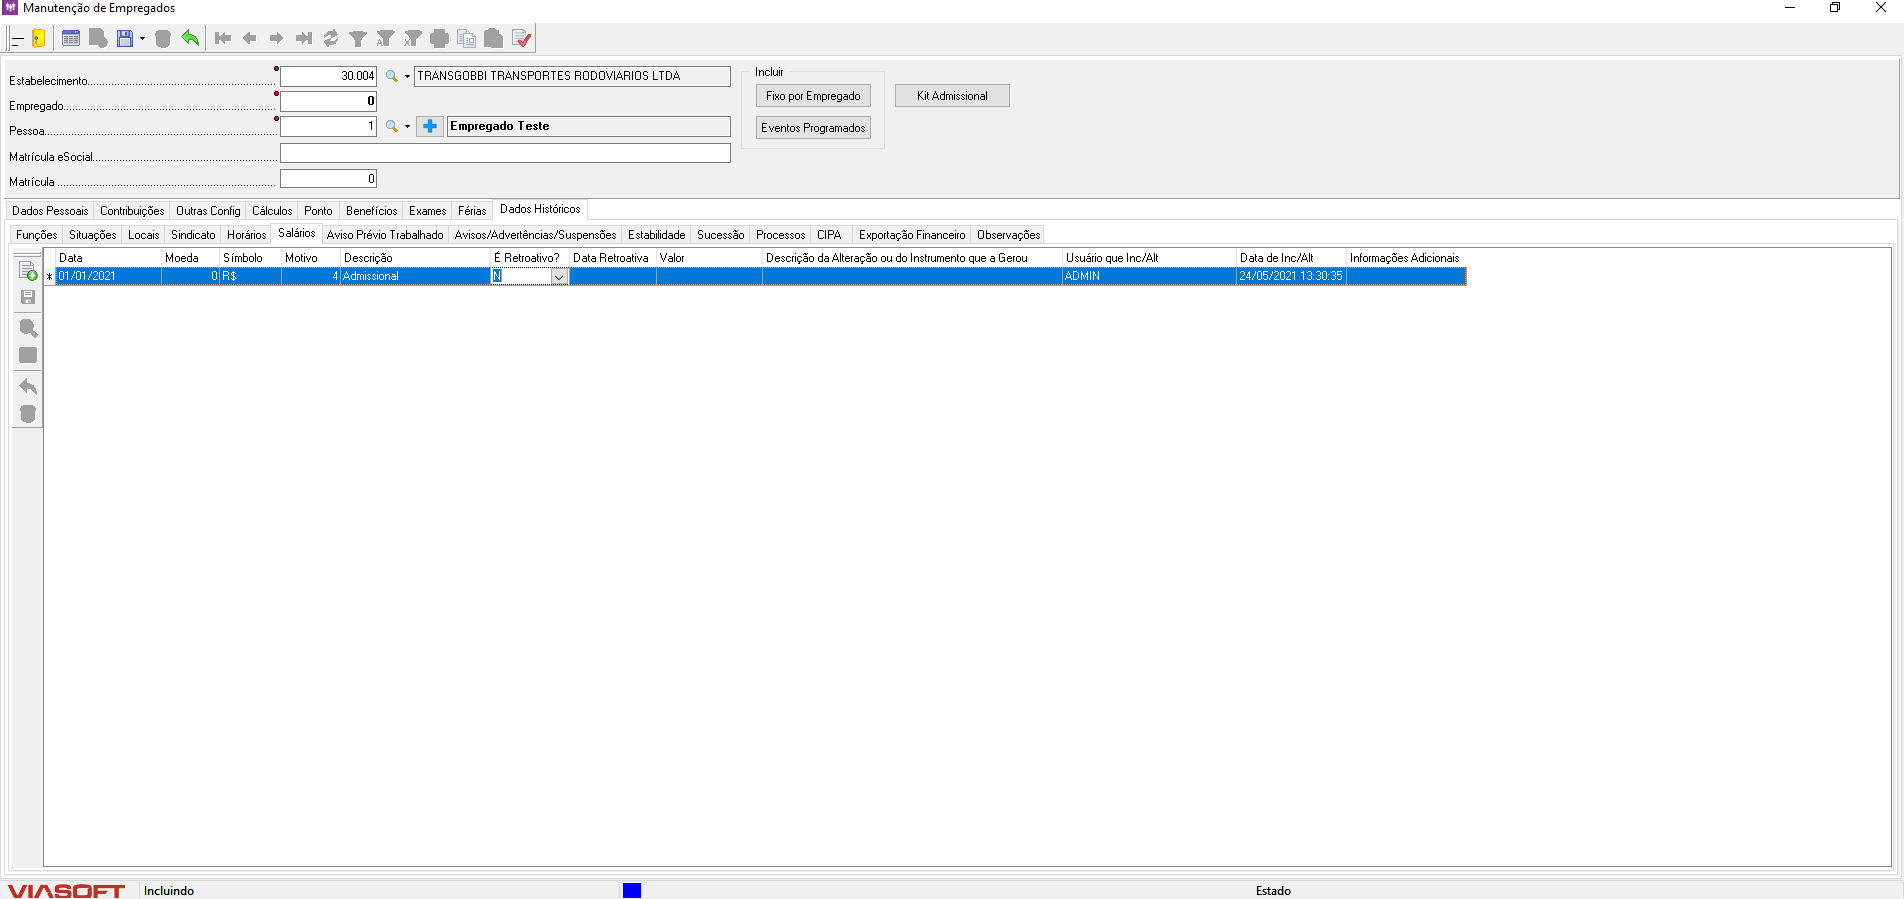 Manutenção de Empregados
Estabelecimento 30.004 TRANSGOBBI TRANSPORTES RODOVIARIOS LTDA
Empregado 0
Pessoa 1 Empregado Teste
Matrícula eSocial
Matrícula 0
Incluir
Fixo por Empregado
Eventos Programados
Kit Admissional
Dados Pessoais Contribuições Outras Config Cálculos Ponto Benefícios Exames Férias Dados Históricos
Funções Situações Locais Sindicato Horários Salários Aviso Prévio Trabalhado Avisos/Advertências/Suspensões Estabilidade Sucessão Processos CIPA Exportação Financeiro Observações
Data Moeda Símbolo Motivo Descrição É Retroativo? Data Retroativa Valor Descrição da Alteração ou do Instrumento que a Gerou Usuário que Inc/Alt Data de Inc/Alt Informações Adicionais
* 01/01/2021 0 R$ 4 Admissional N ADMIN 24/05/2021 13:30:35
VIASOFT Incluindo Estado